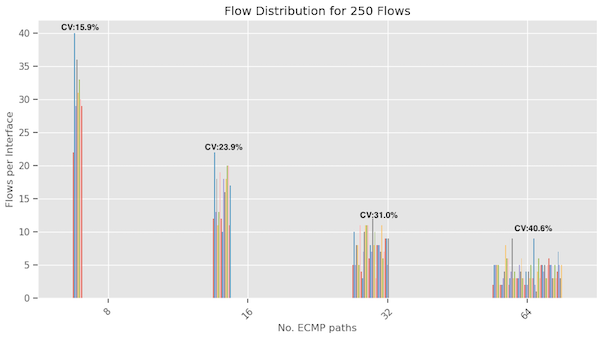 Flow Distribution for 250 Flows
CV:15.9%
CV:23.9%
CV:31.0%
CV:40.6%
40
35
30
25
20
15
10
5
0
Flows per Interface
8
16
32
64
No. ECMP paths